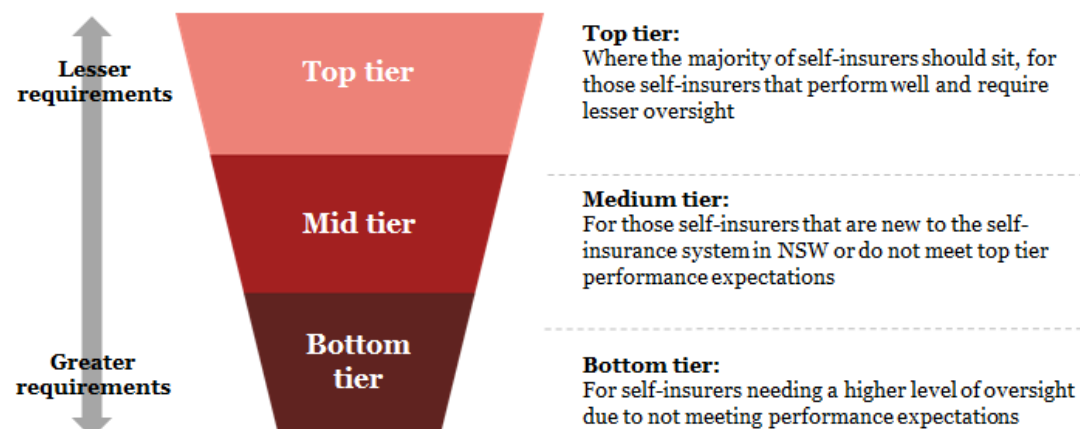 Lesser
requirements
Top tier
Top tier:
Where the majority of self-insurers should sit, for
those self-insurers that perform well and require
lesser oversight
Mid tier
Medium tier:
For those self-insurers that are new to the self-
insurance system in NSW or do not meet top tier
performance expectations
Greater
requirements
Bottom
tier
Bottom tier:
For self-insurers needing a higher level of oversight
due to not meeting performance expectations